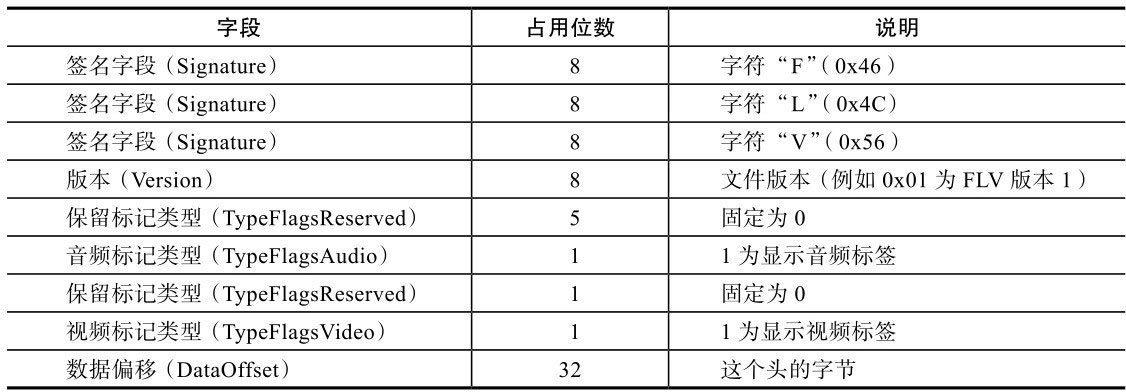 字段 占用位数 说明
签名字段（Signature） 8 字符“F”（0x46）
签名字段（Signature） 8 字符“L”（0x4C）
签名字段（Signature） 8 字符“V”（0x56）
版本（Version） 8 文件版本（例如 0x01 为 FLV 版本 1）
保留标记类型（TypeFlagsReserved） 5 固定为 0
音频标记类型（TypeFlagsAudio） 1 1 为显示音频标签
保留标记类型（TypeFlagsReserved） 1 固定为 0
视频标记类型（TypeFlagsVideo） 1 1 为显示视频标签
数据偏移（DataOffset） 32 这个头的字节